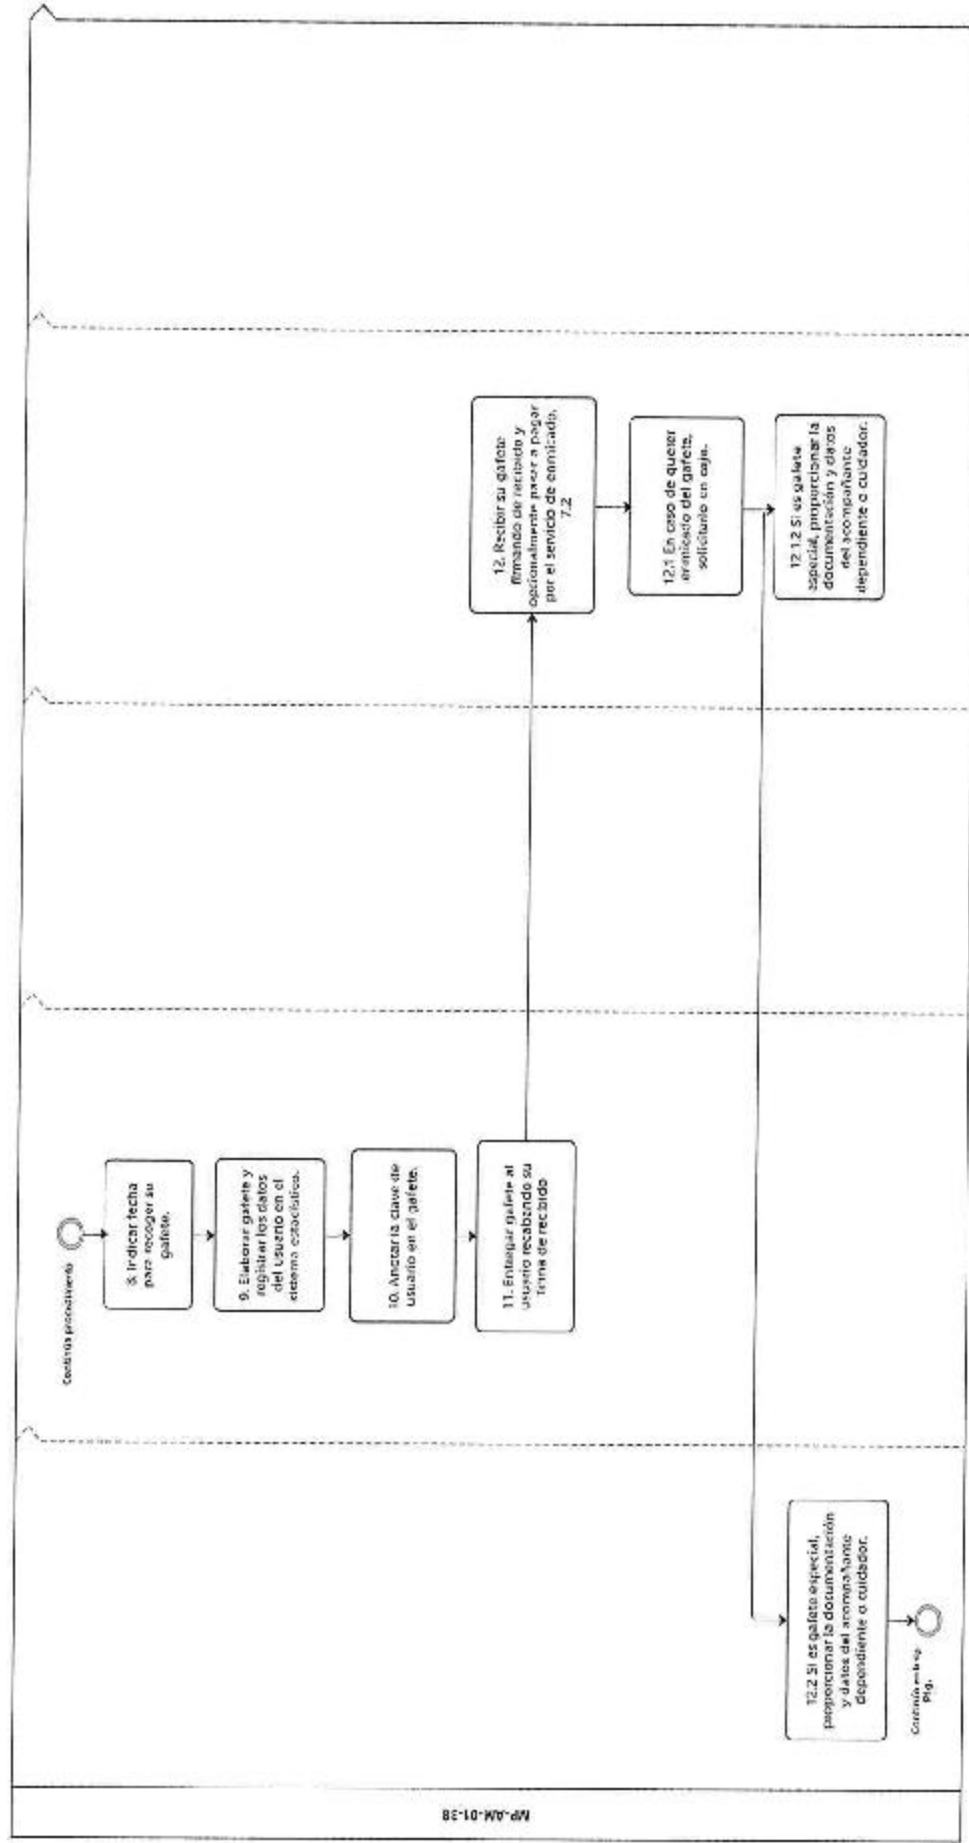 Continúa procedimiento
8. Indicar fecha
para recoger su
gafete.
9. Elaborar gafete y
registrar los datos
del usuario en el
sistema estadístico.
10. Anotar la clave de
usuario en el gafete.
11. Entregar gafete al
usuario recabando su
firma de recibido
12. Recibir su gafete
firmando de recibido y
opcionalmente pasar a pagar
por el servicio de enmicado.
7.2
12.1 En caso de querer
enmicado del gafete,
solicitarlo en caja.
12.1.2 Si es gafete
especial, proporcionar la
documentación y datos
del acompañante
dependiente o cuidador.
12.2 Si es gafete especial,
proporcionar la documentación
y datos del acompañante
dependiente o cuidador.
Continúa en sig.
Pág.
MP-AM-01-38